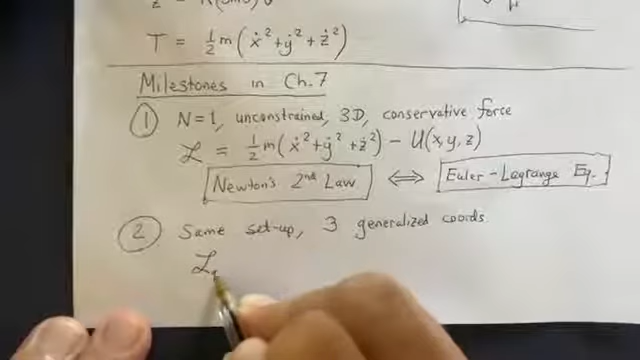 T = ½m(ẋ²+ẏ²+ż²)
Milestones in Ch.7
① N=1, unconstrained, 3D, conservative force
ℒ = ½m(ẋ²+ẏ²+ż²) − U(x,y,z)
Newton's 2nd Law ⟺ Euler-Lagrange Eq.
② Same set-up, 3 generalized coords.
ℒ